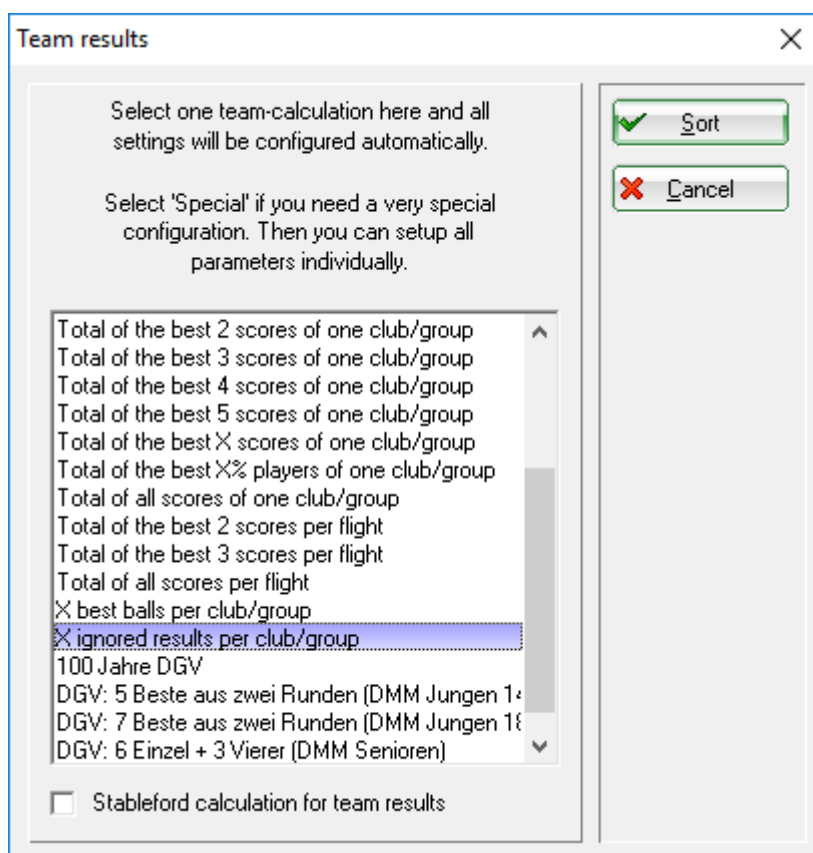 Team results
Select one team-calculation here and all
settings will be configured automatically.
Select 'Special' if you need a very special
configuration. Then you can setup all
parameters individually.
Total of the best 2 scores of one club/group
Total of the best 3 scores of one club/group
Total of the best 4 scores of one club/group
Total of the best 5 scores of one club/group
Total of the best X scores of one club/group
Total of the best X% players of one club/group
Total of all scores of one club/group
Total of the best 2 scores per flight
Total of the best 3 scores per flight
Total of all scores per flight
X best balls per club/group
X ignored results per club/group
100 Jahre DGV
DGV: 5 Beste aus zwei Runden (DMM Jungen 14
DGV: 7 Beste aus zwei Runden (DMM Jungen 18
DGV: 6 Einzel + 3 Vierer (DMM Senioren)
Stableford calculation for team results
Sort
Cancel